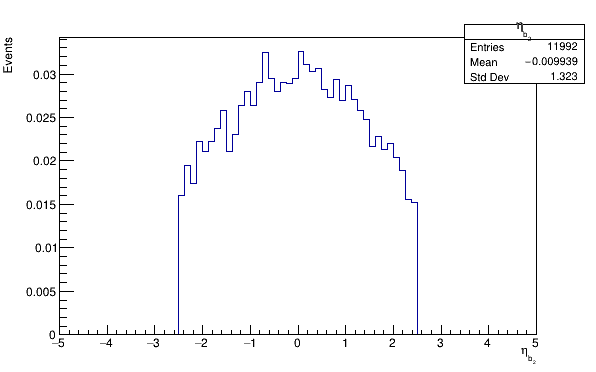 η_b₂
Entries 11992
Mean −0.009939
Std Dev 1.323
Events
0.03
0.025
0.02
0.015
0.01
0.005
0
−5 −4 −3 −2 −1 0 1 2 3 4 5
η_b₂